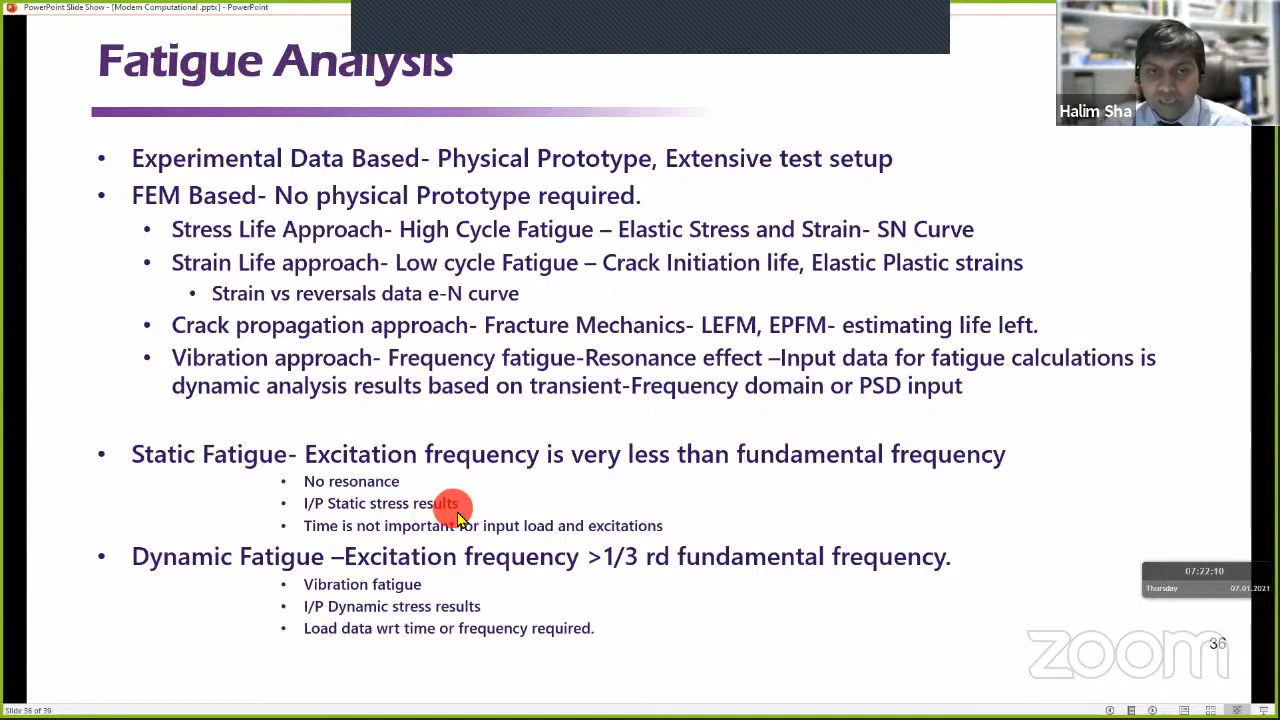 PowerPoint Slide Show - [Modern Computational .pptx] - PowerPoint
Fatigue Analysis
Halim Sha
• Experimental Data Based- Physical Prototype, Extensive test setup
• FEM Based- No physical Prototype required.
• Stress Life Approach- High Cycle Fatigue – Elastic Stress and Strain- SN Curve
• Strain Life approach- Low cycle Fatigue – Crack Initiation life, Elastic Plastic strains
• Strain vs reversals data e-N curve
• Crack propagation approach- Fracture Mechanics- LEFM, EPFM- estimating life left.
• Vibration approach- Frequency fatigue-Resonance effect –Input data for fatigue calculations is
dynamic analysis results based on transient-Frequency domain or PSD input
• Static Fatigue- Excitation frequency is very less than fundamental frequency
• No resonance
• I/P Static stress results
• Time is not important for input load and excitations
• Dynamic Fatigue –Excitation frequency >1/3 rd fundamental frequency.
• Vibration fatigue
• I/P Dynamic stress results
• Load data wrt time or frequency required.
07:22:10
Thursday 07.01.2021
zoom
36
Slide 36 of 39